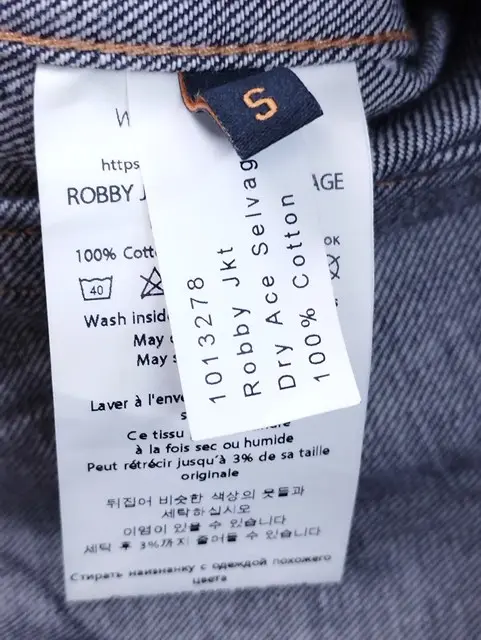 S
1013278
Robby Jkt
Dry Ace Selvag
100% Cotton
https
ROBBY
AGE
100% Cott
OK
40
Wash insid
May
May
Laver à l'env
Ce tissu
à la fois sec ou humide
Peut rétrécir jusqu'à 3% de sa taille
originale
뒤집어 비슷한 색상의 옷들과
세탁하십시오
이염이 있을 수 있습니다
세탁 후 3%까지 줄어들 수 있습니다
Стирать наизнанку с одеждой похожего
цвета